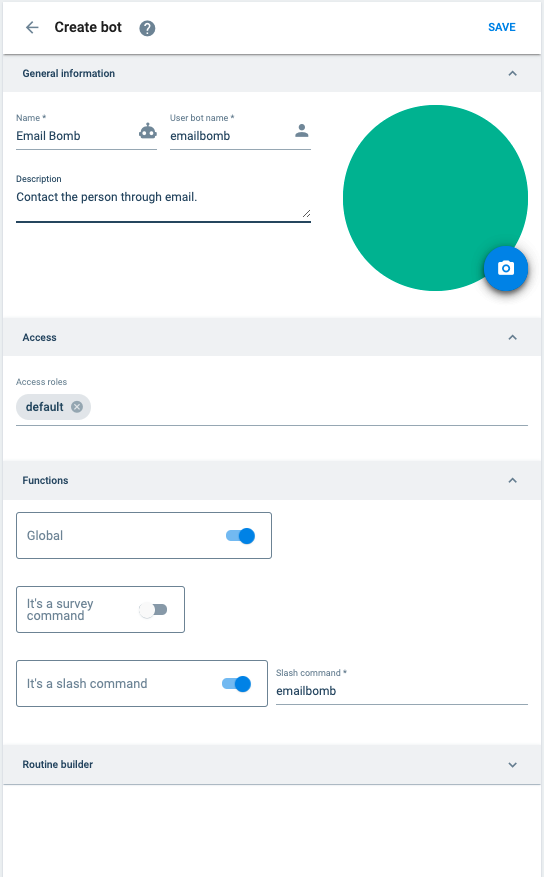 Create bot
SAVE
General information
Name *
User bot name *
Email Bomb
emailbomb
Description
Contact the person through email.
Access
Access roles
default
Functions
Global
It's a survey
command
It's a slash command
Slash command *
emailbomb
Routine builder